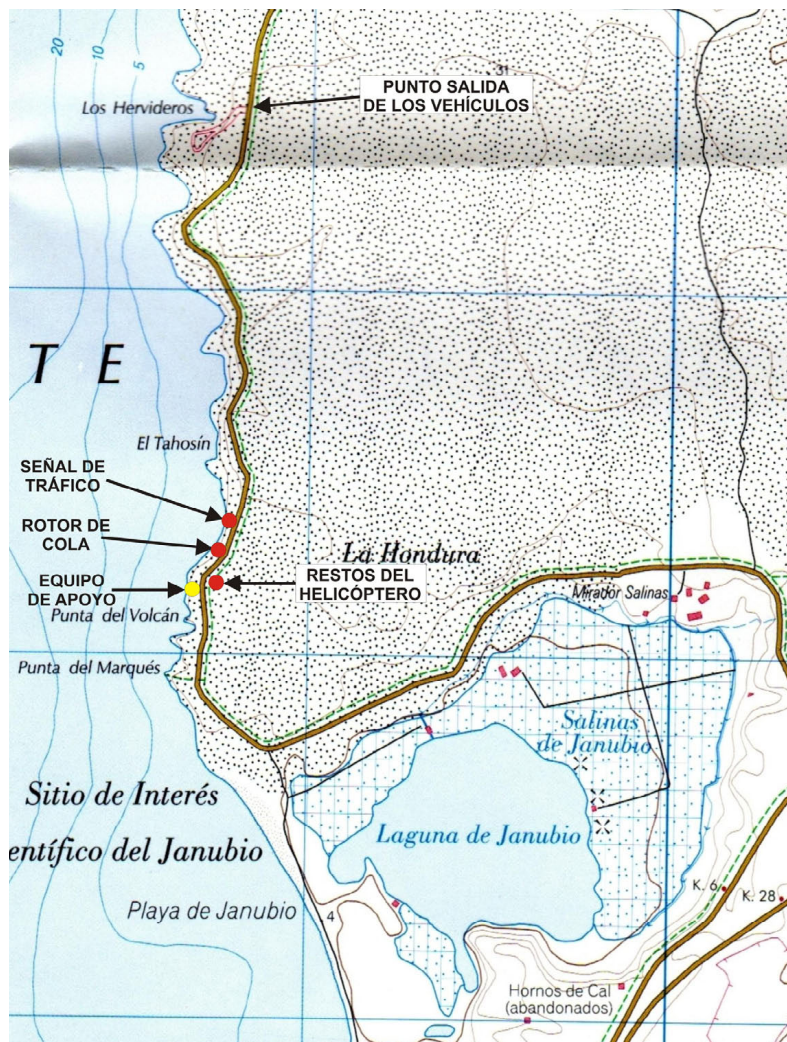 20
10
5
31
Los Hervideros
PUNTO SALIDA
DE LOS VEHÍCULOS
T E
El Tahosín
SEÑAL DE
TRÁFICO
ROTOR DE
COLA
La Hondura
EQUIPO
DE APOYO
RESTOS DEL
HELICÓPTERO
Mirador Salinas
Punta del Volcán
Punta del Marqués
Salinas
de Janubio
Sitio de Interés
entífico del Janubio
Laguna de Janubio
Playa de Janubio
4
K. 6
K. 28
Hornos de Cal
(abandonados)